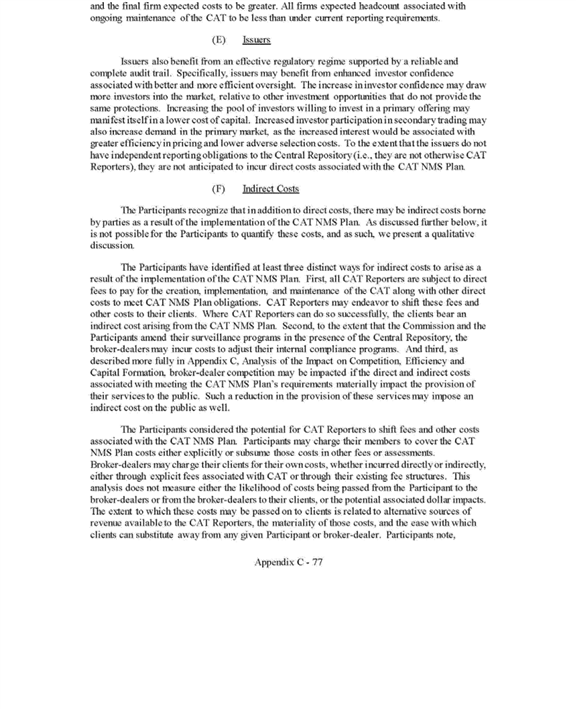 and the final firm expected costs to be greater. All firms expected headcount associated with
ongoing maintenance of the CAT to be less than under current reporting requirements.
(E) Issuers
Issuers also benefit from an effective regulatory regime supported by a reliable and
complete audit trail. Specifically, issuers may benefit from enhanced investor confidence
associated with better and more efficient oversight. The increase in investor confidence may draw
more investors into the market, relative to other investment opportunities that do not provide the
same protections. Increasing the pool of investors willing to invest in a primary offering may
manifest itself in a lower cost of capital. Increased investor participation in secondary trading may
also increase demand in the primary market, as the increased interest would be associated with
greater efficiency in pricing and lower adverse selection costs. To the extent that the issuers do not
have independent reporting obligations to the Central Repository (i.e., they are not otherwise CAT
Reporters), they are not anticipated to incur direct costs associated with the CAT NMS Plan.
(F) Indirect Costs
The Participants recognize that in addition to direct costs, there may be indirect costs borne
by parties as a result of the implementation of the CAT NMS Plan. As discussed further below, it
is not possible for the Participants to quantify these costs, and as such, we present a qualitative
discussion.
The Participants have identified at least three distinct ways for indirect costs to arise as a
result of the implementation of the CAT NMS Plan. First, all CAT Reporters are subject to direct
fees to pay for the creation, implementation, and maintenance of the CAT along with other direct
costs to meet CAT NMS Plan obligations. CAT Reporters may endeavor to shift these fees and
other costs to their clients. Where CAT Reporters can do so successfully, the clients bear an
indirect cost arising from the CAT NMS Plan. Second, to the extent that the Commission and the
Participants amend their surveillance programs in the presence of the Central Repository, the
broker-dealers may incur costs to adjust their internal compliance programs. And third, as
described more fully in Appendix C, Analysis of the Impact on Competition, Efficiency and
Capital Formation, broker-dealer competition may be impacted if the direct and indirect costs
associated with meeting the CAT NMS Plan's requirements materially impact the provision of
their services to the public. Such a reduction in the provision of these services may impose an
indirect cost on the public as well.
The Participants considered the potential for CAT Reporters to shift fees and other costs
associated with the CAT NMS Plan. Participants may charge their members to cover the CAT
NMS Plan costs either explicitly or subsume those costs in other fees or assessments.
Broker-dealers may charge their clients for their own costs, whether incurred directly or indirectly,
either through explicit fees associated with CAT or through their existing fee structures. This
analysis does not measure either the likelihood of costs being passed from the Participant to the
broker-dealers or from the broker-dealers to their clients, or the potential associated dollar impacts.
The extent to which these costs may be passed on to clients is related to alternative sources of
revenue available to the CAT Reporters, the materiality of those costs, and the ease with which
clients can substitute away from any given Participant or broker-dealer. Participants note,
Appendix C - 77